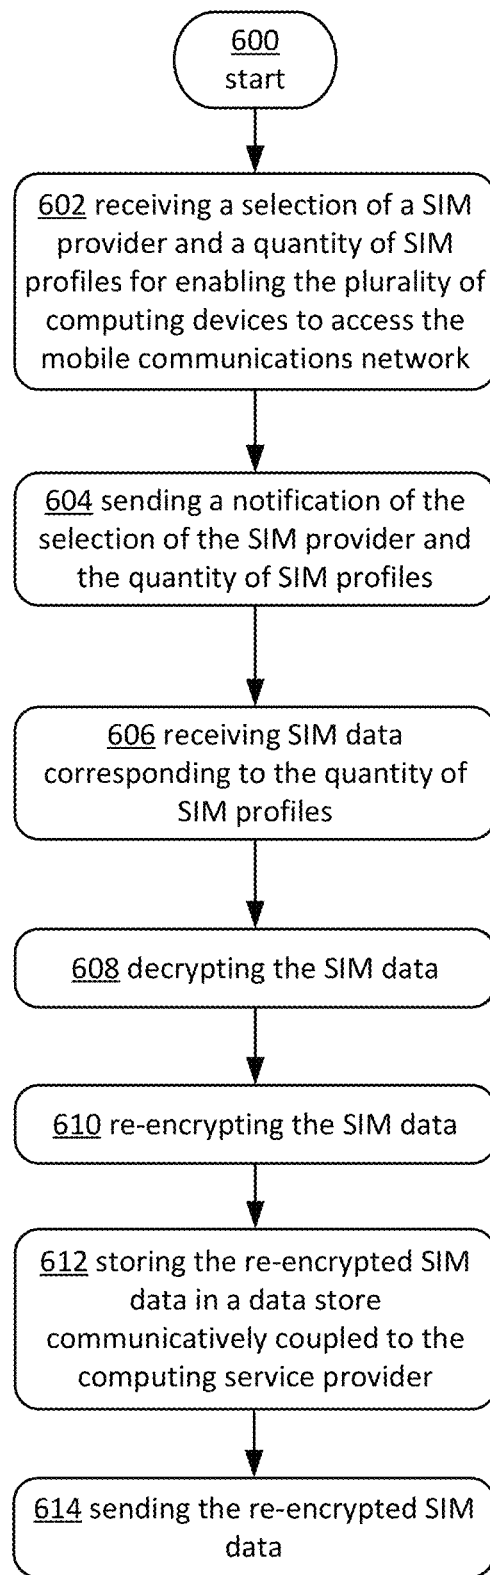 600
start
602 receiving a selection of a SIM
provider and a quantity of SIM
profiles for enabling the plurality of
computing devices to access the
mobile communications network
604 sending a notification of the
selection of the SIM provider and
the quantity of SIM profiles
606 receiving SIM data
corresponding to the quantity of
SIM profiles
608 decrypting the SIM data
610 re-encrypting the SIM data
612 storing the re-encrypted SIM
data in a data store
communicatively coupled to the
computing service provider
614 sending the re-encrypted SIM
data